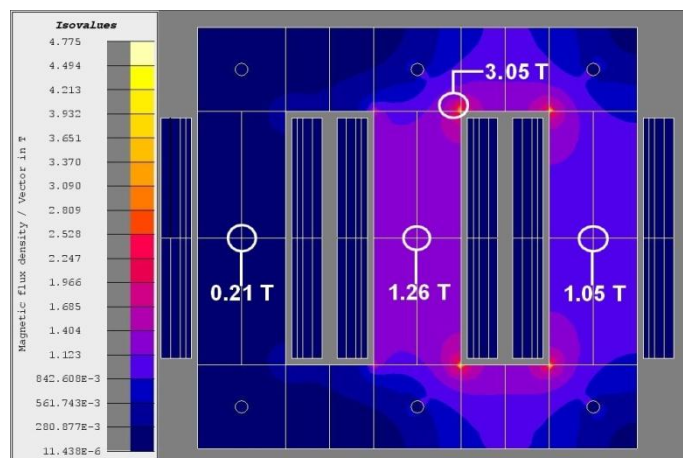 Isovalues
4.775
4.494
4.213
3.932
3.651
3.370
3.090
2.809
2.528
2.247
1.966
1.685
1.404
1.123
842.608E-3
561.743E-3
280.877E-3
11.438E-6
Magnetic flux density / Vector in T
3.05 T
0.21 T
1.26 T
1.05 T